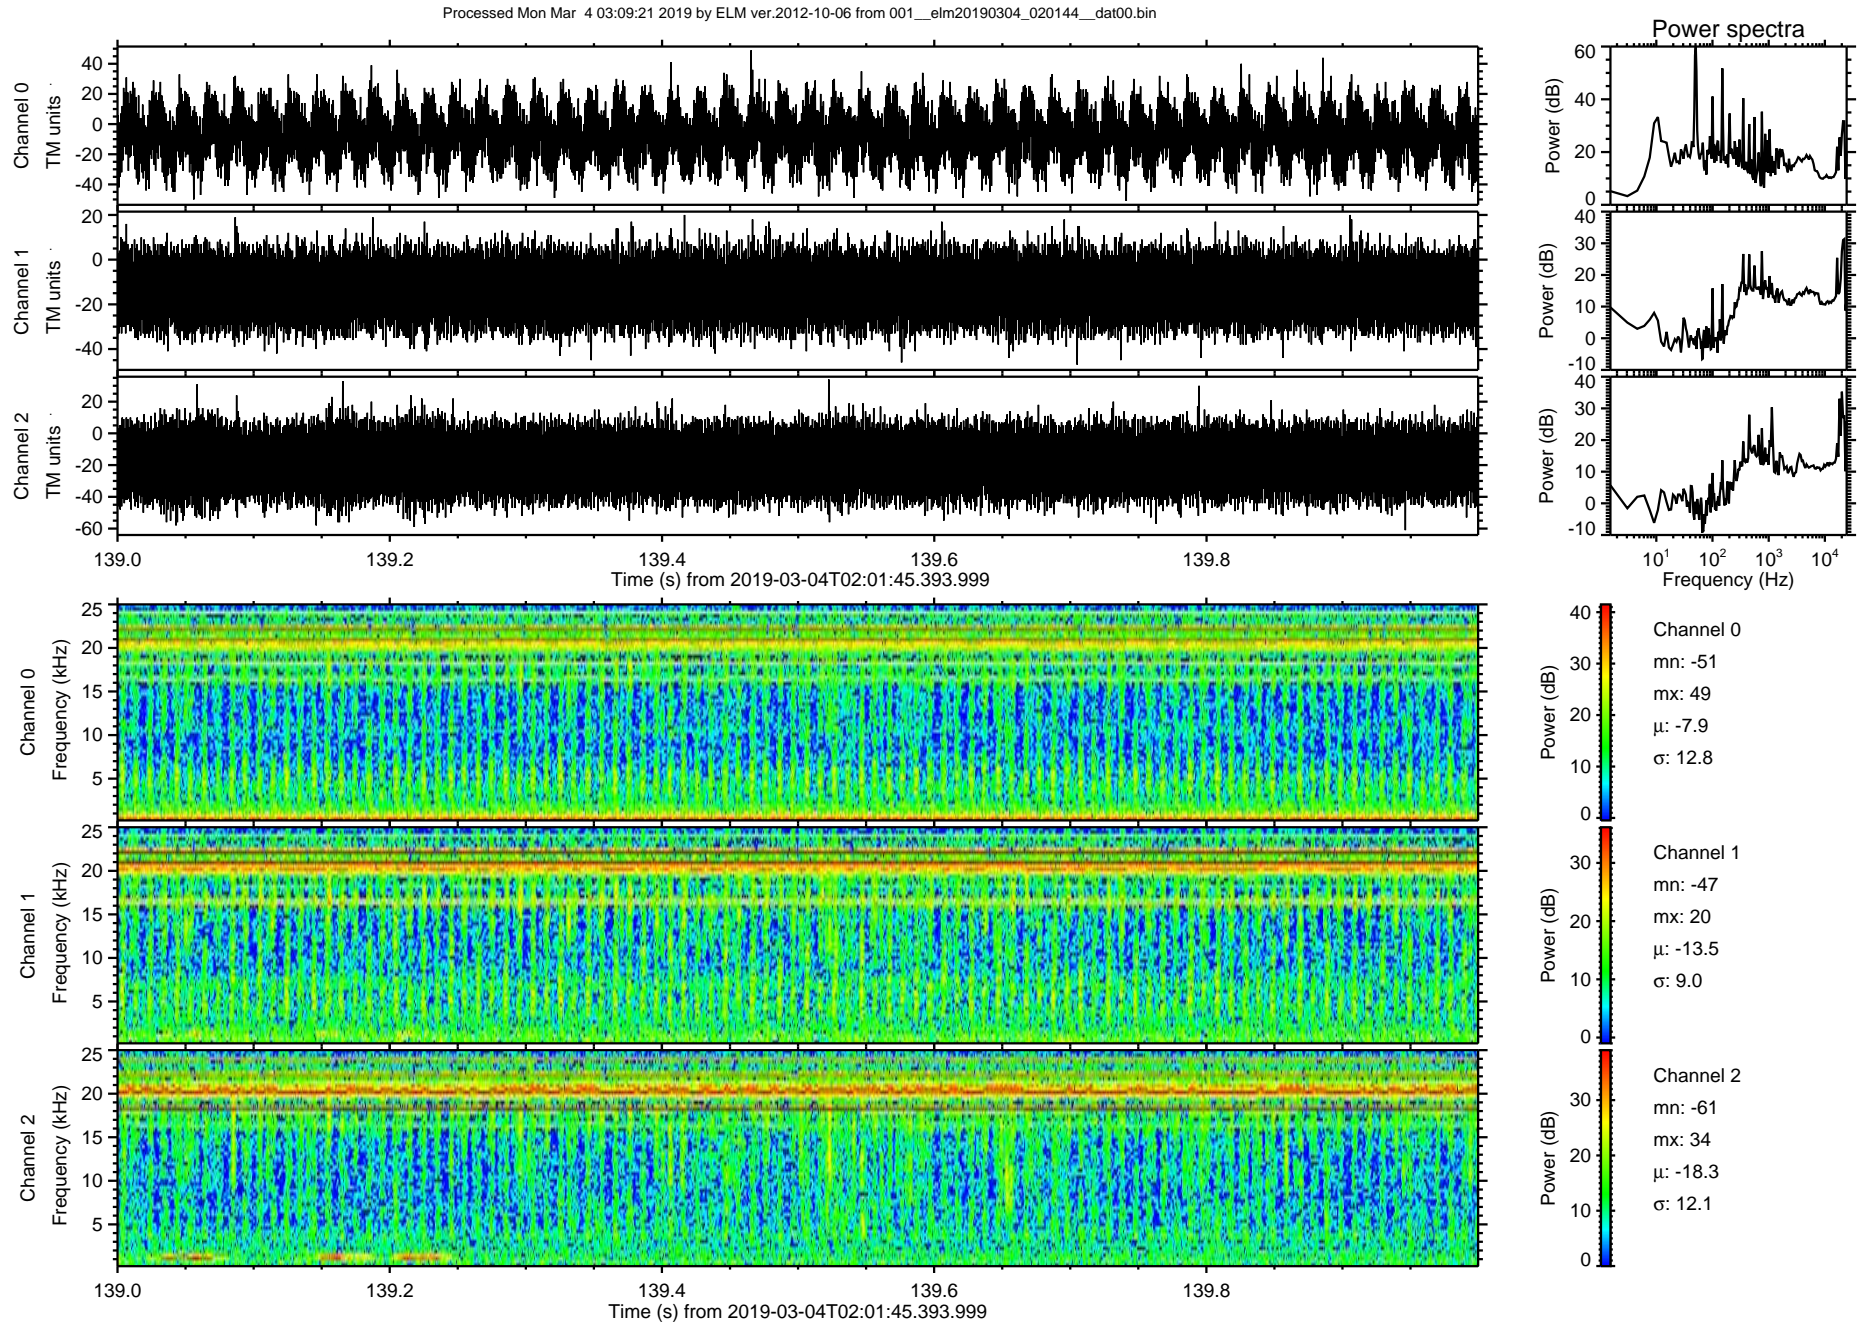 Processed Mon Mar  4 03:09:21 2019 by ELM ver.2012-10-06 from 001__elm20190304_020144__dat00.bin
Power spectra
Channel 0
TM units
40
20
0
-20
-40
Power (dB)
60
40
20
0
Channel 1
TM units
20
0
-20
-40
Power (dB)
40
30
20
10
0
-10
Channel 2
TM units
20
0
-20
-40
-60
Power (dB)
40
30
20
10
0
-10
139.0 139.2 139.4 139.6 139.8
Time (s) from 2019-03-04T02:01:45.393.999
10^1 10^2 10^3 10^4
Frequency (Hz)
Channel 0
Frequency (kHz)
25
20
15
10
5
Power (dB)
40
30
20
10
0
Channel 0
mn: -51
mx: 49
μ: -7.9
σ: 12.8
Channel 1
Frequency (kHz)
25
20
15
10
5
Power (dB)
30
20
10
0
Channel 1
mn: -47
mx: 20
μ: -13.5
σ: 9.0
Channel 2
Frequency (kHz)
25
20
15
10
5
Power (dB)
30
20
10
0
Channel 2
mn: -61
mx: 34
μ: -18.3
σ: 12.1
139.0 139.2 139.4 139.6 139.8
Time (s) from 2019-03-04T02:01:45.393.999